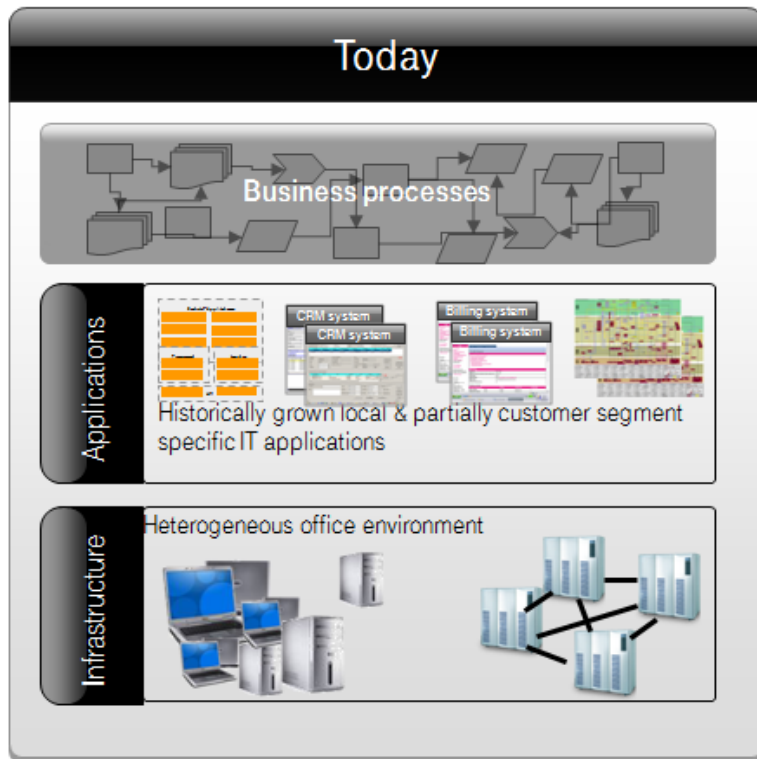 Today
Business processes
Applications
CRM system
CRM system
Billing system
Billing system
Historically grown local & partially customer segment
specific IT applications
Infrastructure
Heterogeneous office environment